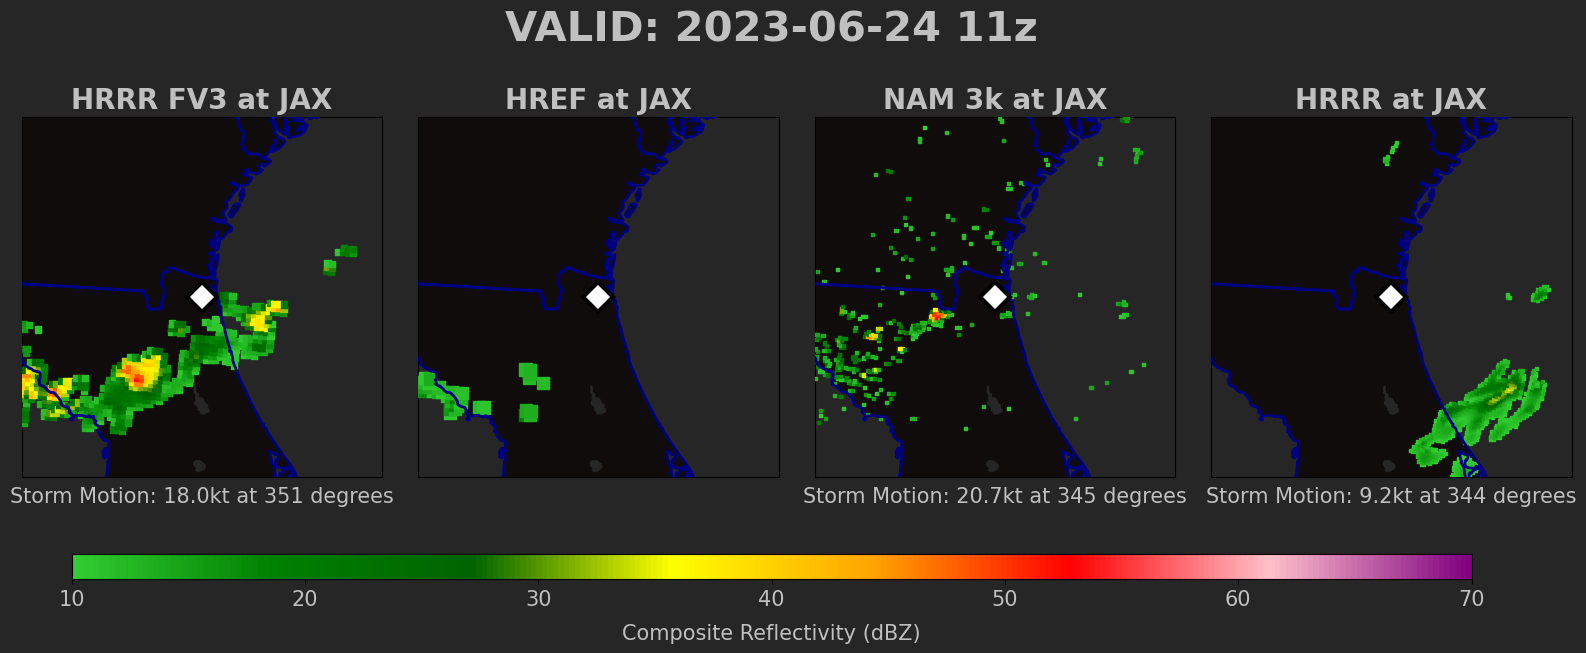 VALID: 2023-06-24 11z
HRRR FV3 at JAX
HREF at JAX
NAM 3k at JAX
HRRR at JAX
Storm Motion: 18.0kt at 351 degrees
Storm Motion: 20.7kt at 345 degrees
Storm Motion: 9.2kt at 344 degrees
10 20 30 40 50 60 70
Composite Reflectivity (dBZ)